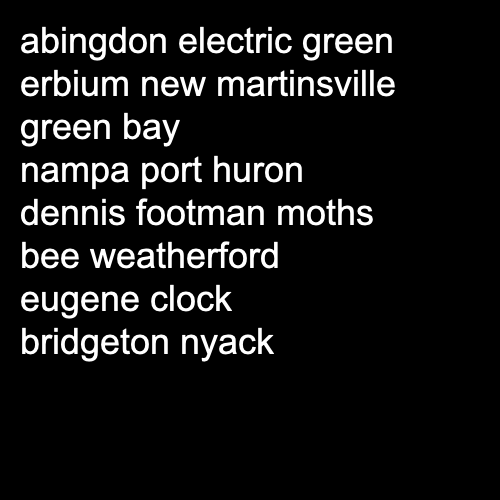 abingdon electric green
erbium new martinsville
green bay
nampa port huron
dennis footman moths
bee weatherford
eugene clock
bridgeton nyack